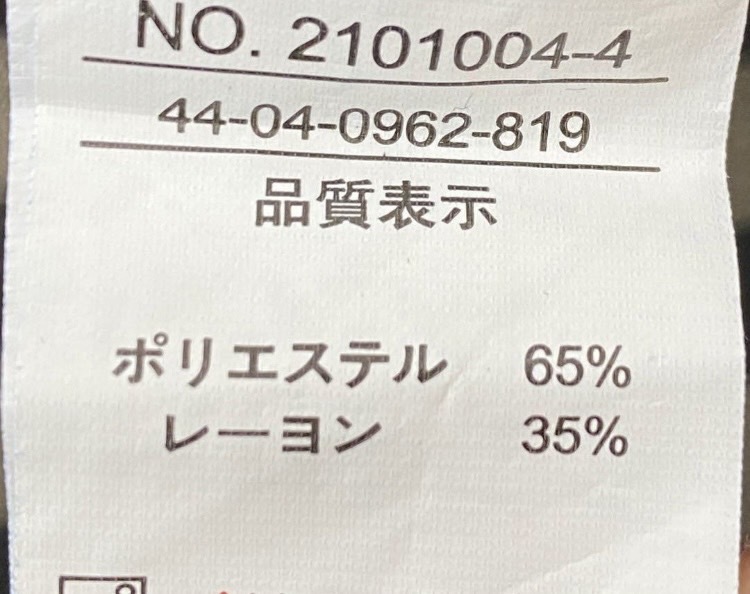 NO. 2101004-4
44-04-0962-819
品質表示
ポリエステル 65%
レーヨン 35%